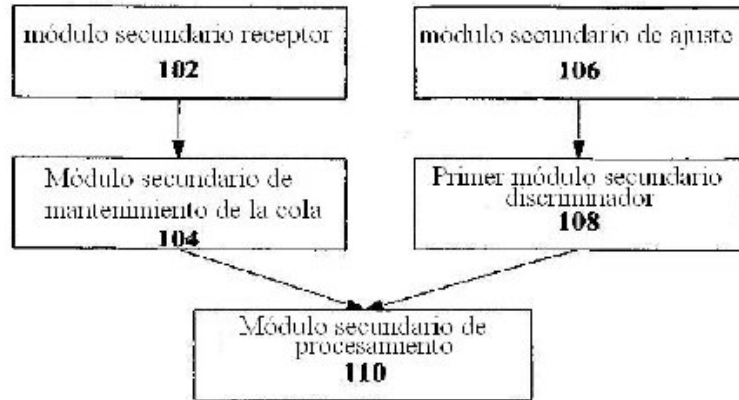 módulo secundario receptor
102
módulo secundario de ajuste
106
Módulo secundario de
mantenimiento de la cola
104
Primer módulo secundario
discriminador
108
Módulo secundario de
procesamiento
110